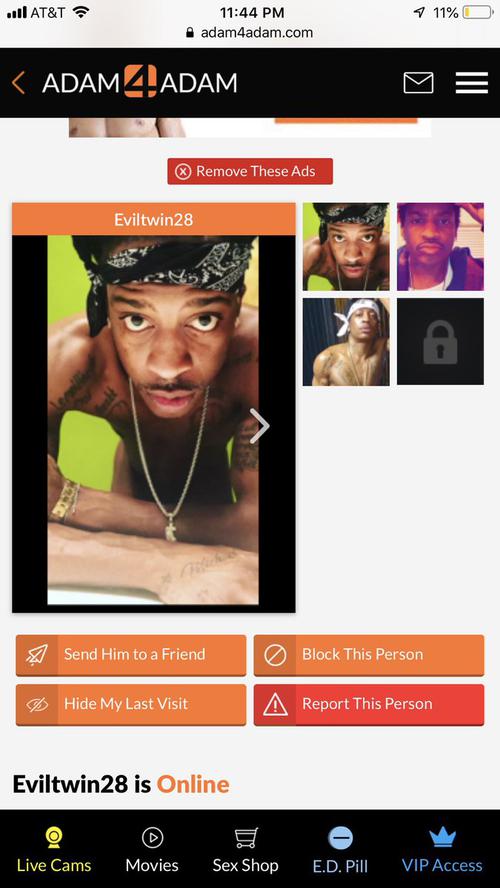 AT&T
11:44 PM
11%
adam4adam.com
ADAM4ADAM
Remove These Ads
Eviltwin28
Send Him to a Friend
Block This Person
Hide My Last Visit
Report This Person
Eviltwin28 is Online
Live Cams
Movies
Sex Shop
E.D. Pill
VIP Access